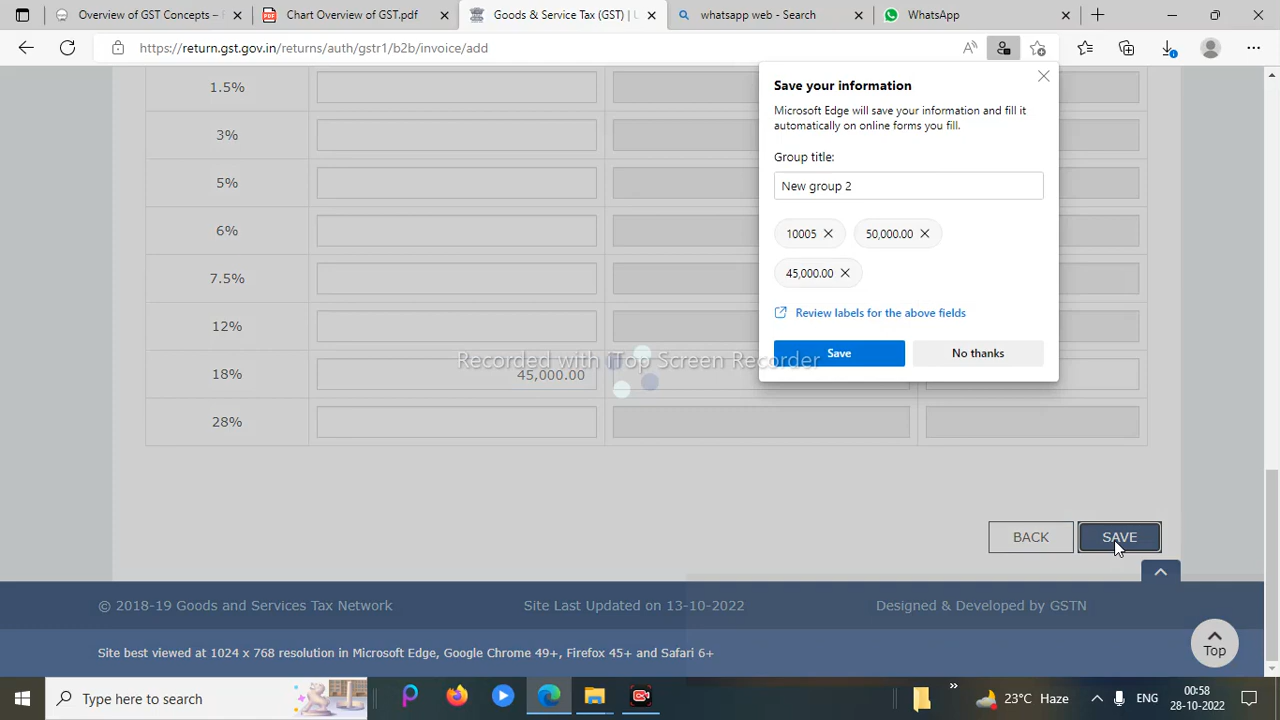 Overview of GST Concepts – F
Chart Overview of GST.pdf
Goods & Service Tax (GST) | U
whatsapp web - Search
WhatsApp
https://return.gst.gov.in/returns/auth/gstr1/b2b/invoice/add
Save your information
Microsoft Edge will save your information and fill it
automatically on online forms you fill.
Group title:
New group 2
10005
50,000.00
45,000.00
Review labels for the above fields
Save
No thanks
1.5%
3%
5%
6%
7.5%
12%
18%
45,000.00
28%
Recorded with iTop Screen Recorder
BACK
SAVE
© 2018-19 Goods and Services Tax Network
Site Last Updated on 13-10-2022
Designed & Developed by GSTN
Site best viewed at 1024 x 768 resolution in Microsoft Edge, Google Chrome 49+, Firefox 45+ and Safari 6+
Top
Type here to search
23°C Haze
ENG
00:58
28-10-2022